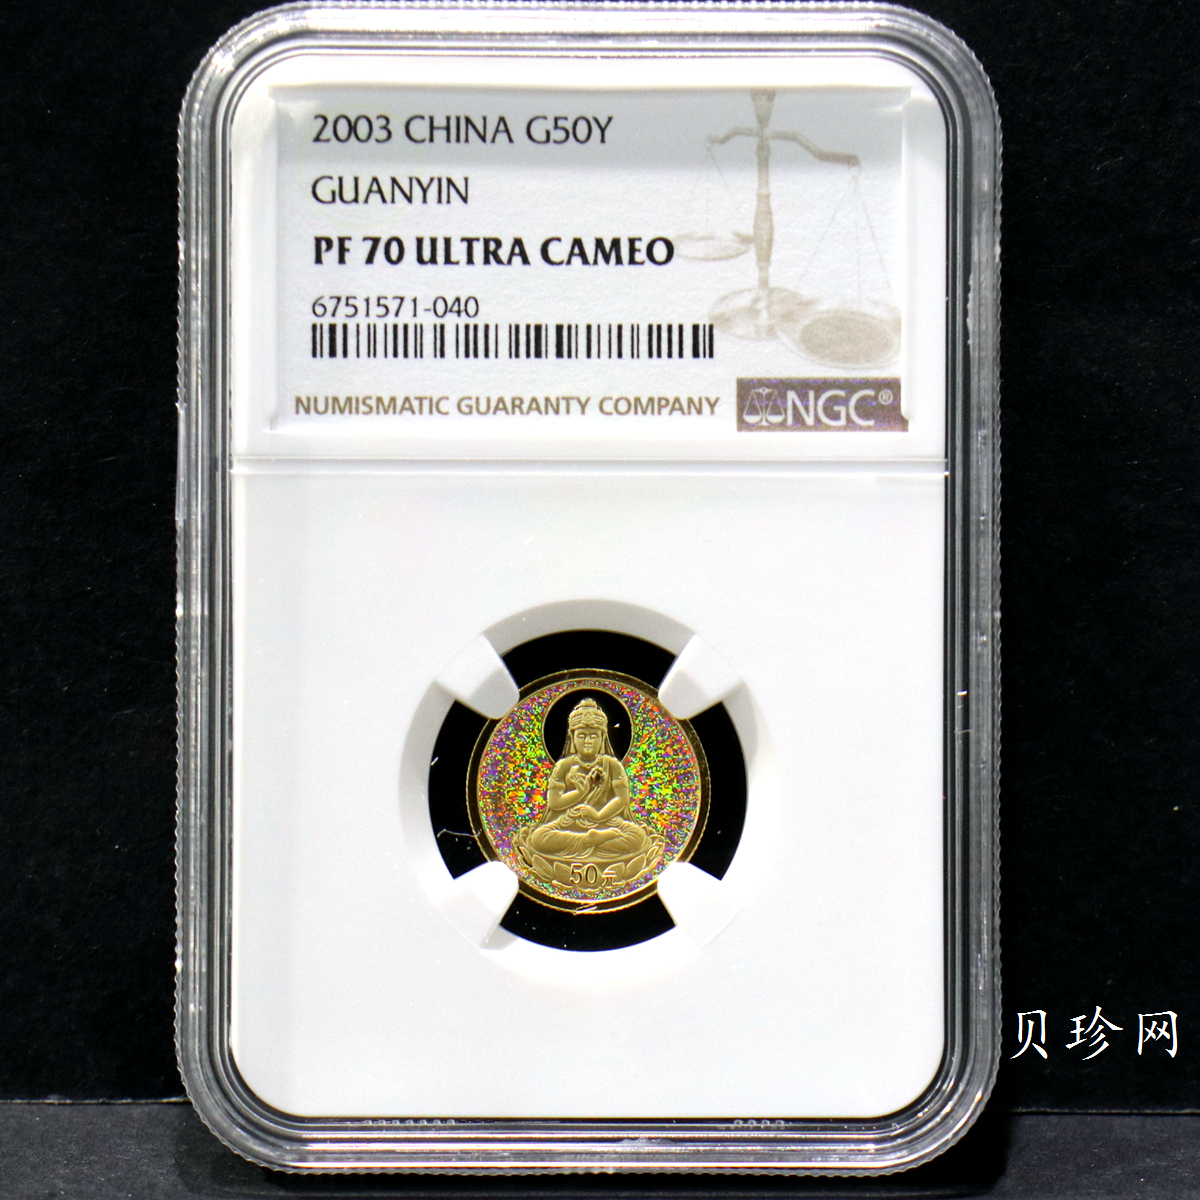 2003 CHINA G50Y
GUANYIN
PF 70 ULTRA CAMEO
6751571-040
NUMISMATIC GUARANTY COMPANY
NGC®
50元
贝珍网